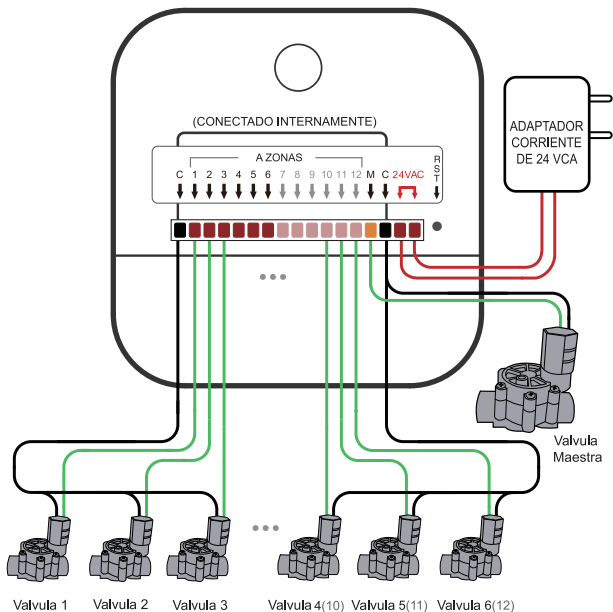 (CONECTADO INTERNAMENTE)
A ZONAS
C 1 2 3 4 5 6 7 8 9 10 11 12 M C 24VAC RST
ADAPTADOR
CORRIENTE
DE 24 VCA
Valvula
Maestra
Valvula 1 Valvula 2 Valvula 3 Valvula 4(10) Valvula 5(11) Valvula 6(12)